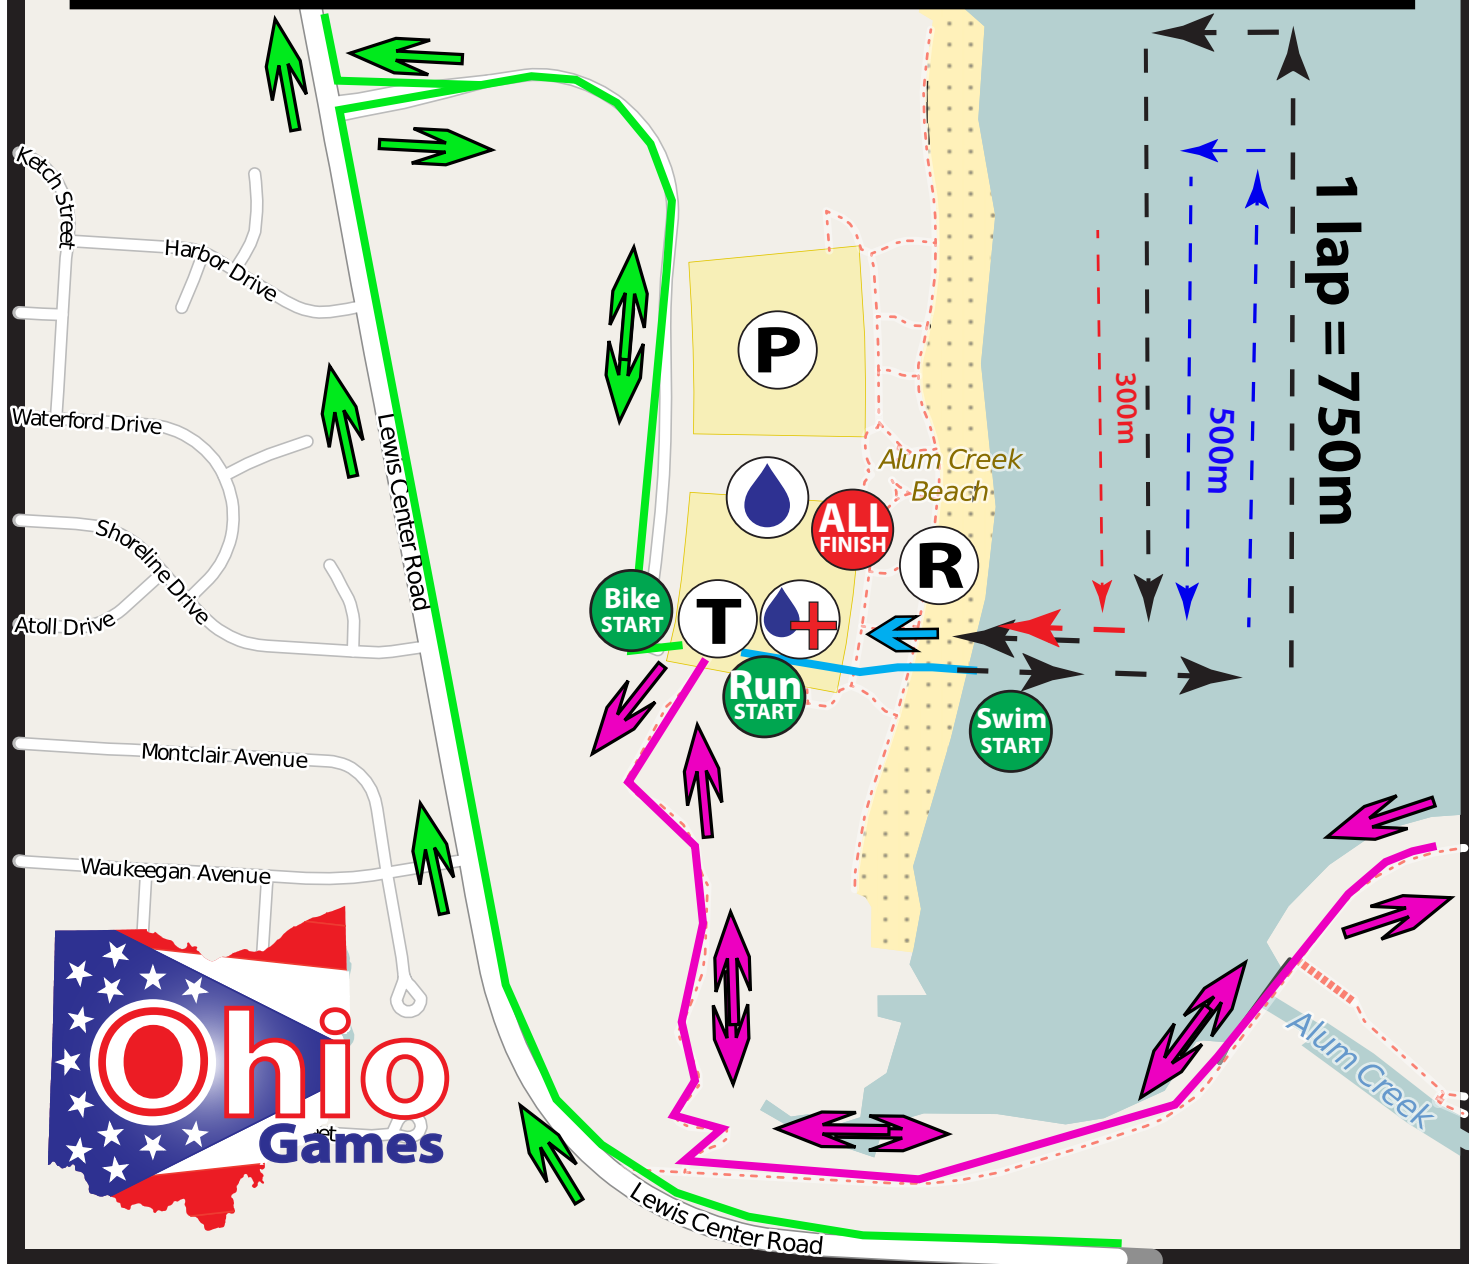 Ketch Street
Harbor Drive
1 lap = 750m
P
300m
500m
Waterford Drive
Lewis Center Road
Alum Creek
Beach
ALL
FINISH
R
Shoreline Drive
Bike
START
T
Atoll Drive
Run
START
Swim
START
Montclair Avenue
Waukeegan Avenue
Ohio
Games
Alum Creek
Lewis Center Road